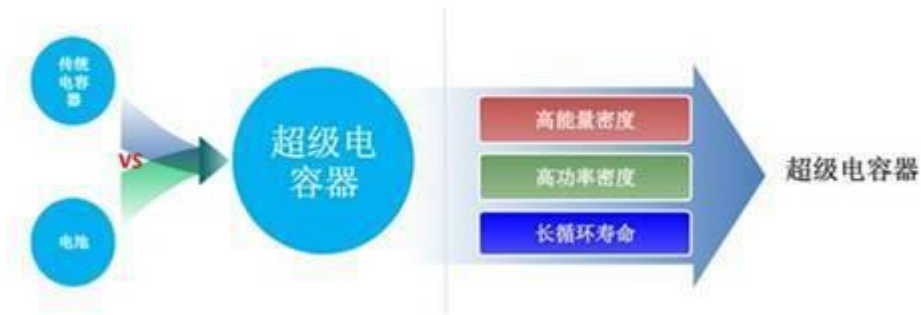 传统
电容
器
VS
电池
超级电
容器
高能量密度
高功率密度
长循环寿命
超级电容器